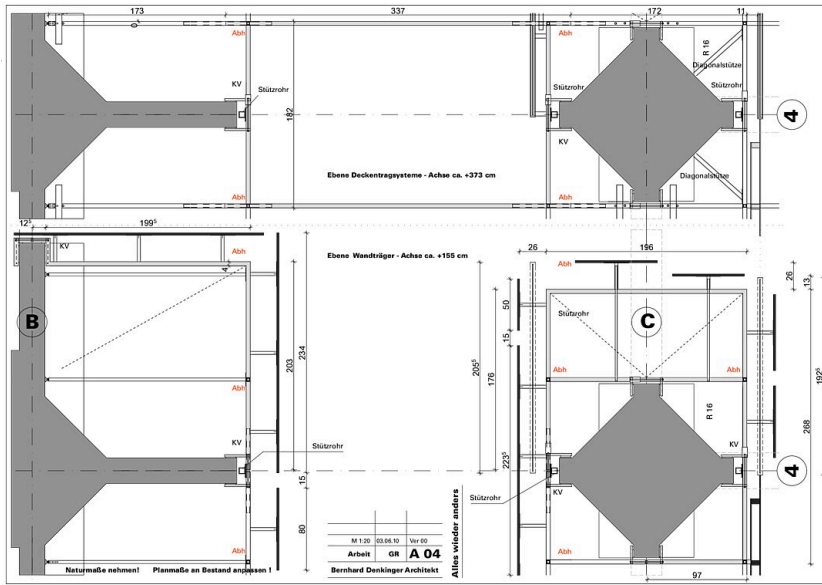 173
337
172
11
Abh
Abh
R 16
Diagonalstütze
KV
Stützrohr
Stützrohr
Stützrohr
182
4
KV
Ebene Deckentragsysteme - Achse ca. +373 cm
Diagonalstütze
Abh
Abh
12⁵
199⁵
KV
Abh
Ebene Wandträger - Achse ca. +155 cm
26
196
Abh
4
26
13
50
B
Stützrohr
C
203
234
205⁵
176
15
192⁵
Abh
Abh
Abh
R 16
268
KV
Stützrohr
KV
223⁵
4
15
KV
Stützrohr
80
Abh
M 1:20 03.06.10 Ver 00
Arbeit GR A 04
Bernhard Denkinger Architekt
Alles wieder anders
Abh
Naturmaße nehmen! Planmaße an Bestand anpassen !
97